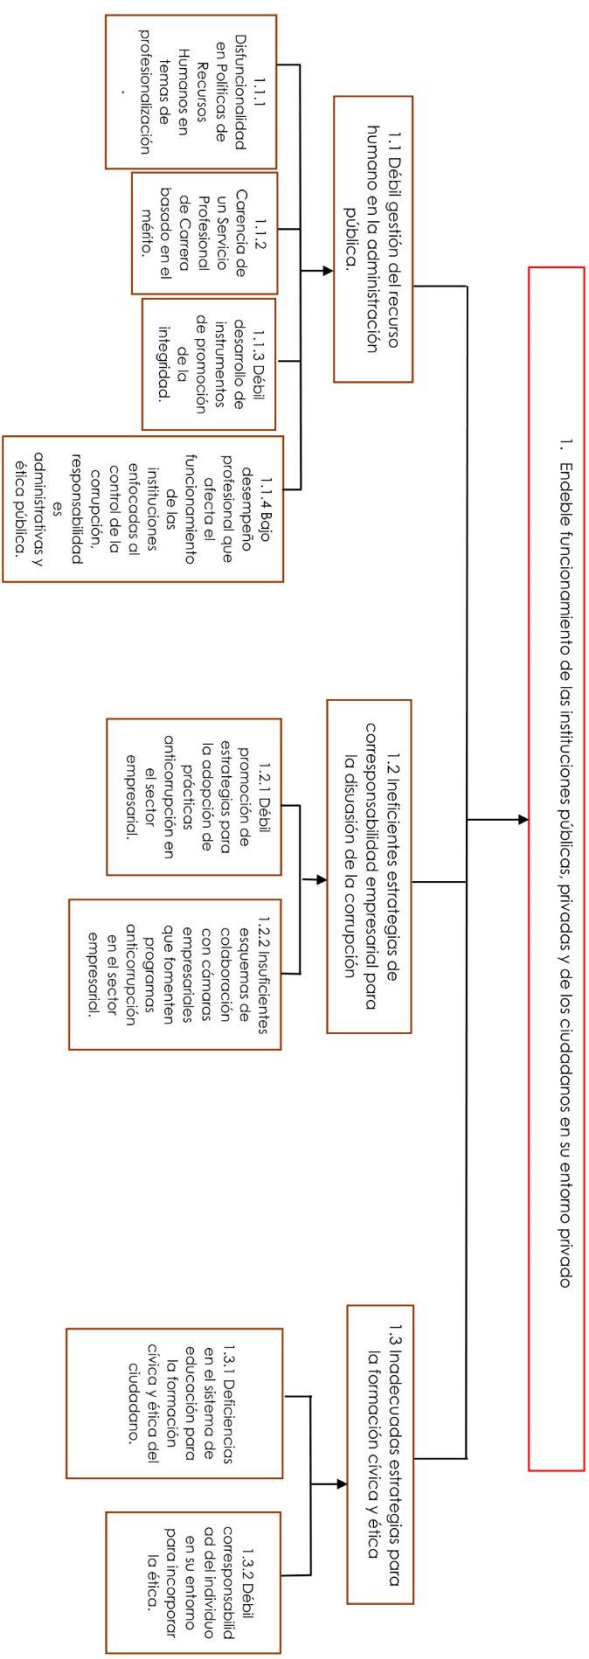 1. Endeble funcionamiento de las instituciones públicas, privadas y de los ciudadanos en su entorno privado
1.1 Débil gestión del recurso
humano en la administración
pública.
1.2 Ineficientes estrategias de
corresponsabilidad empresarial para
la disuasión de la corrupción
1.3 Inadecuadas estrategias para
la formación cívica y ética
1.1.1
Disfuncionalidad
en Políticas de
Recursos
Humanos en
temas de
profesionalización
.
1.1.2
Carencia de
un Servicio
Profesional
de Carrera
basado en el
mérito.
1.1.3 Débil
desarrollo de
instrumentos
de promoción
de la
integridad.
1.1.4 Bajo
desempeño
profesional que
afecta el
funcionamiento
de las
instituciones
enfocadas al
control de la
corrupción,
responsabilidad
es
administrativas y
ética pública.
1.2.1 Débil
promoción de
estrategias para
la adopción de
prácticas
anticorrupción en
el sector
empresarial.
1.2.2 Insuficientes
esquemas de
colaboración
con cámaras
empresariales
que fomenten
programas
anticorrupción
en el sector
empresarial.
1.3.1 Deficiencias
en el sistema de
educación para
la formación
cívica y ética del
ciudadano.
1.3.2 Débil
corresponsabilid
ad del individuo
en su entorno
para incorporar
la ética.